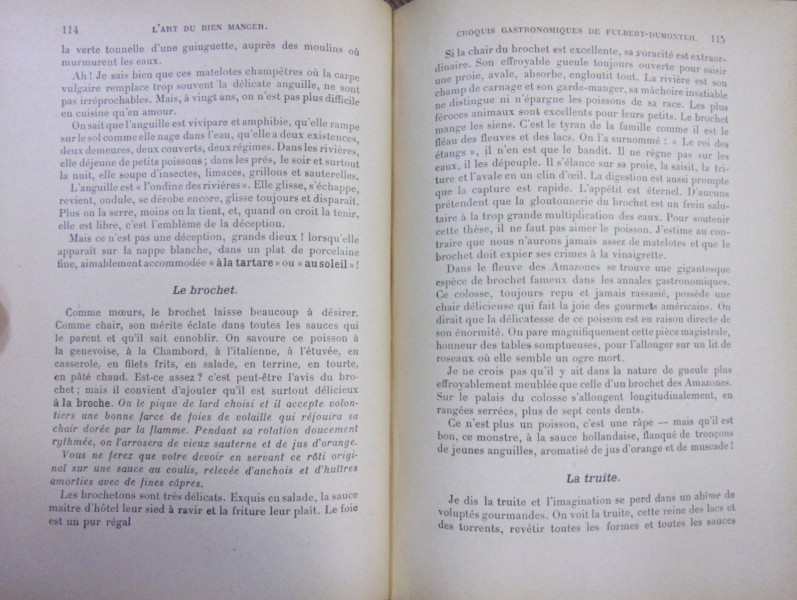 114 L'ART DU BIEN MANGER.
la verte tonnelle d'une guinguette, auprès des moulins où
murmurent les eaux.
Ah ! Je sais bien que ces matelotes champêtres où la carpe
vulgaire remplace trop souvent la délicate anguille, ne sont
pas irréprochables. Mais, à vingt ans, on n'est pas plus difficile
en cuisine qu'en amour.
On sait que l'anguille est vivipare et amphibie, qu'elle rampe
sur le sol comme elle nage dans l'eau, qu'elle a deux existences,
deux demeures, deux couverts, deux régimes. Dans les rivières,
elle déjeune de petits poissons ; dans les prés, le soir et surtout
la nuit, elle soupe d'insectes, limaces, grillons et sauterelles.
L'anguille est « l'ondine des rivières ». Elle glisse, s'échappe,
revient, ondule, se dérobe encore, glisse toujours et disparaît.
Plus on la serre, moins on la tient, et, quand on croit la tenir,
elle est libre, c'est l'emblème de la déception.
Mais ce n'est pas une déception, grands dieux ! lorsqu'elle
apparaît sur la nappe blanche, dans un plat de porcelaine
fine, aimablement accommodée « à la tartare » ou « au soleil » !
Le brochet.
Comme mœurs, le brochet laisse beaucoup à désirer.
Comme chair, son mérite éclate dans toutes les sauces qui
le parent et qu'il sait ennoblir. On savoure ce poisson à
la genevoise, à la Chambord, à l'italienne, à l'étuvée, en
casserole, en filets frits, en salade, en terrine, en tourte,
en pâté chaud. Est-ce assez ? c'est peut-être l'avis du bro-
chet ; mais il convient d'ajouter qu'il est surtout délicieux
à la broche. On le pique de lard choisi et il accepte volon-
tiers une bonne farce de foies de volaille qui réjouira sa
chair dorée par la flamme. Pendant sa rotation doucement
rythmée, on l'arrosera de vieux sauterne et de jus d'orange.
Vous ne ferez que votre devoir en servant ce rôti origi-
nal sur une sauce au coulis, relevée d'anchois et d'huîtres
amorties avec de fines câpres.
Les brochetons sont très délicats. Exquis en salade, la sauce
maître d'hôtel leur sied à ravir et la friture leur plaît. Le foie
est un pur régal
CROQUIS GASTRONOMIQUES DE FULBERT-DUMONTEIL 115
Si la chair du brochet est excellente, sa voracité est extraor-
dinaire. Son effroyable gueule toujours ouverte pour saisir
une proie, avale, absorbe, engloutit tout. La rivière est son
champ de carnage et son garde-manger, sa mâchoire insatiable
ne distingue ni n'épargne les poissons de sa race. Les plus
féroces animaux sont excellents pour leurs petits. Le brochet
mange les siens. C'est le tyran de la famille comme il est le
fléau des fleuves et des lacs. On l'a surnommé : « Le roi des
étangs », il n'en est que le bandit. Il ne règne pas sur les
eaux, il les dépeuple. Il s'élance sur sa proie, la saisit, la tri-
ture et l'avale en un clin d'œil. La digestion est aussi prompte
que la capture est rapide. L'appétit est éternel. D'aucuns
prétendent que la gloutonnerie du brochet est un frein salu-
taire à la trop grande multiplication des eaux. Pour soutenir
cette thèse, il ne faut pas aimer le poisson. J'estime au con-
traire que nous n'aurons jamais assez de matelotes et que le
brochet doit expier ses crimes à la vinaigrette.
Dans le fleuve des Amazones se trouve une gigantesque
espèce de brochet fameux dans les annales gastronomiques.
Ce colosse, toujours repu et jamais rassasié, possède une
chair délicieuse qui fait la joie des gourmets américains. On
dirait que la délicatesse de ce poisson est en raison directe de
son énormité. On pare magnifiquement cette pièce magistrale,
honneur des tables somptueuses, pour l'allonger sur un lit de
roseaux où elle semble un ogre mort.
Je ne crois pas qu'il y ait dans la nature de gueule plus
effroyablement meublée que celle d'un brochet des Amazones.
Sur le palais du colosse s'allongent longitudinalement, en
rangées serrées, plus de sept cents dents.
Ce n'est plus un poisson, c'est une râpe — mais qu'il est
bon, ce monstre, à la sauce hollandaise, flanqué de tronçons
de jeunes anguilles, aromatisé de jus d'orange et de muscade !
La truite.
Je dis la truite et l'imagination se perd dans un abîme de
voluptés gourmandes. On voit la truite, cette reine des lacs et
des torrents, revêtir toutes les formes et toutes les sauces